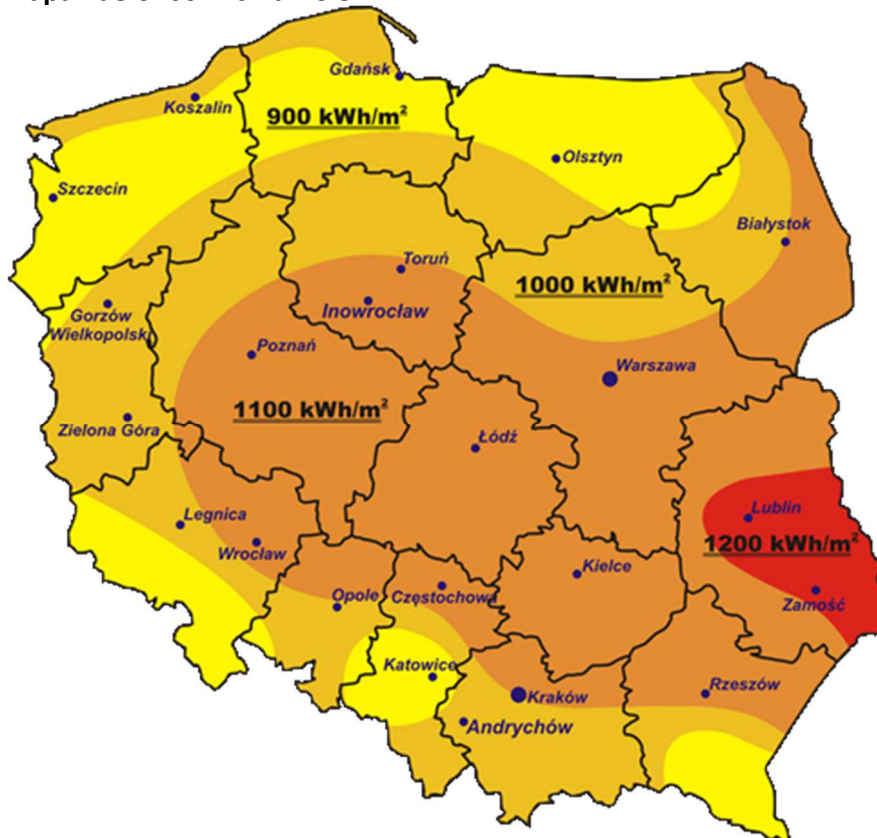 Gdańsk
Koszalin
900 kWh/m²
Olsztyn
Szczecin
Białystok
Toruń
1000 kWh/m²
Inowrocław
Gorzów
Wielkopolski
Poznań
Warszawa
1100 kWh/m²
Zielona Góra
Łódź
Legnica
Lublin
Wrocław
1200 kWh/m²
Kielce
Opole
Częstochowa
Zamość
Katowice
Rzeszów
Kraków
Andrychów